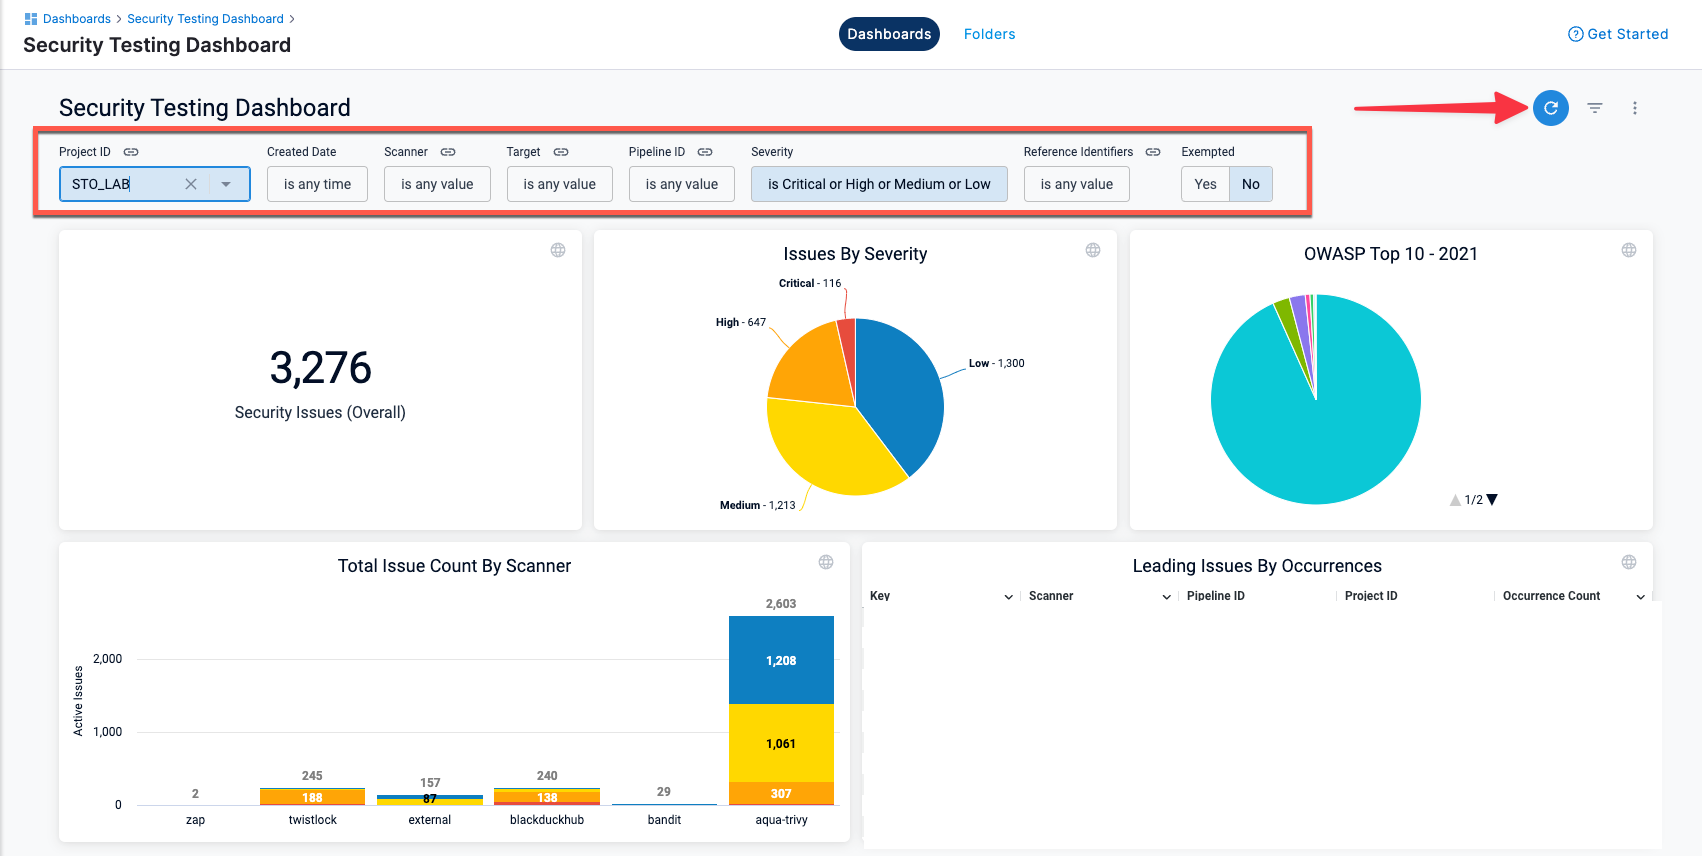 Dashboards > Security Testing Dashboard >
Security Testing Dashboard
Dashboards
Folders
Get Started
Security Testing Dashboard
Project ID
Created Date
Scanner
Target
Pipeline ID
Severity
Reference Identifiers
Exempted
STO_LAB
is any time
is any value
is any value
is any value
is Critical or High or Medium or Low
is any value
Yes
No
3,276
Security Issues (Overall)
Issues By Severity
Critical - 116
High - 647
Low - 1,300
Medium - 1,213
OWASP Top 10 - 2021
1/2
Total Issue Count By Scanner
Active Issues
2,000
1,000
0
2
245
188
157
87
240
138
29
2,603
1,208
1,061
307
zap
twistlock
external
blackduckhub
bandit
aqua-trivy
Leading Issues By Occurrences
Key
Scanner
Pipeline ID
Project ID
Occurrence Count